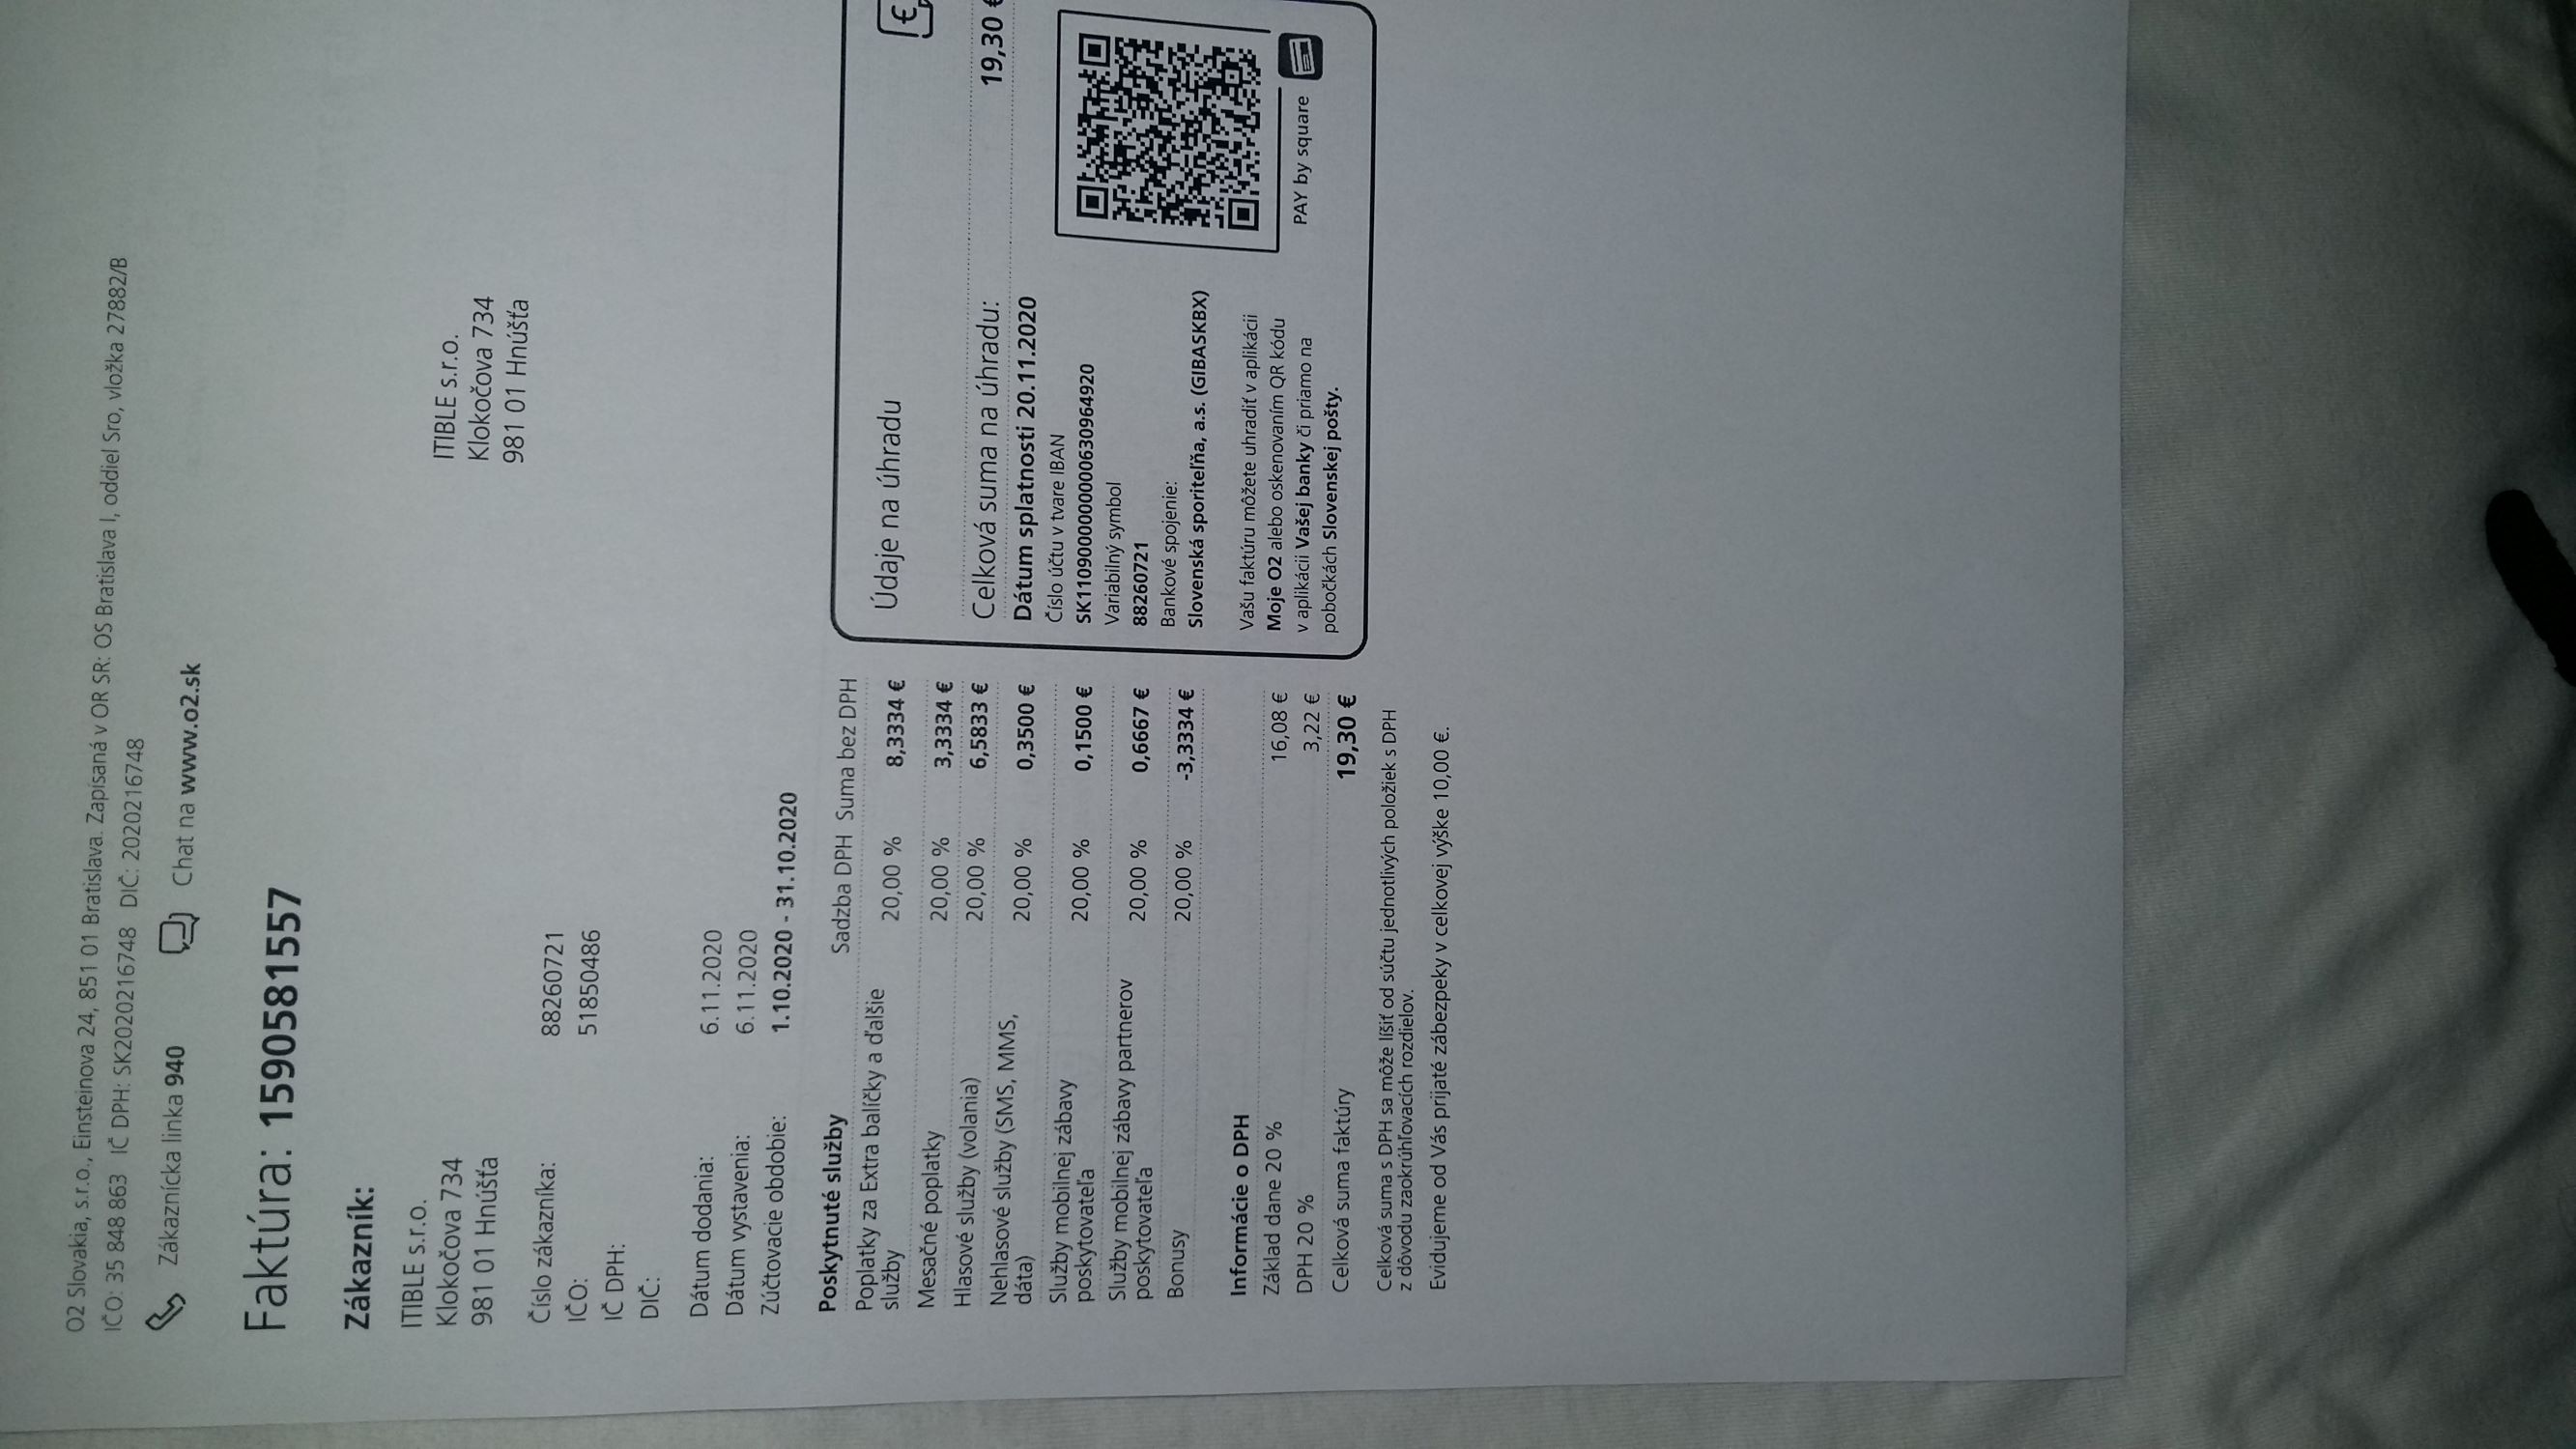 O2 Slovakia, s.r.o., Einsteinova 24, 851 01 Bratislava. Zapísaná v OR SR: OS Bratislava I, oddiel Sro, vložka 27882/B
IČO: 35 848 863 IČ DPH: SK2020216748 DIČ: 2020216748
Zákaznícka linka 940 Chat na www.o2.sk
Faktúra: 1590581557
Zákazník:
ITIBLE s.r.o.
Klokočova 734
981 01 Hnúšťa
ITIBLE s.r.o.
Klokočova 734
981 01 Hnúšťa
Číslo zákazníka: 88260721
IČO: 51850486
IČ DPH:
DIČ:
Dátum dodania: 6.11.2020
Dátum vystavenia: 6.11.2020
Zúčtovacie obdobie: 1.10.2020 - 31.10.2020
Poskytnuté služby Sadzba DPH Suma bez DPH
Poplatky za Extra balíčky a ďalšie
služby 20,00 % 8,3334 €
Mesačné poplatky 20,00 % 3,3334 €
Hlasové služby (volania) 20,00 % 6,5833 €
Nehlasové služby (SMS, MMS,
dáta) 20,00 % 0,3500 €
Služby mobilnej zábavy
poskytovateľa 20,00 % 0,1500 €
Služby mobilnej zábavy partnerov
poskytovateľa 20,00 % 0,6667 €
Bonusy 20,00 % -3,3334 €
Informácie o DPH
Základ dane 20 % 16,08 €
DPH 20 % 3,22 €
Celková suma faktúry 19,30 €
Celková suma s DPH sa môže líšiť od súčtu jednotlivých položiek s DPH
z dôvodu zaokrúhľovacích rozdielov.
Evidujeme od Vás prijaté zábezpeky v celkovej výške 10,00 €.
Údaje na úhradu €
Celková suma na úhradu: 19,30 €
Dátum splatnosti 20.11.2020
Číslo účtu v tvare IBAN
SK1109000000000630964920
Variabilný symbol
88260721
Bankové spojenie:
Slovenská sporiteľňa, a.s. (GIBASKBX)
Vašu faktúru môžete uhradiť v aplikácii
Moje O2 alebo oskenovaním QR kódu
v aplikácii Vašej banky či priamo na
pobočkách Slovenskej pošty.
PAY by square